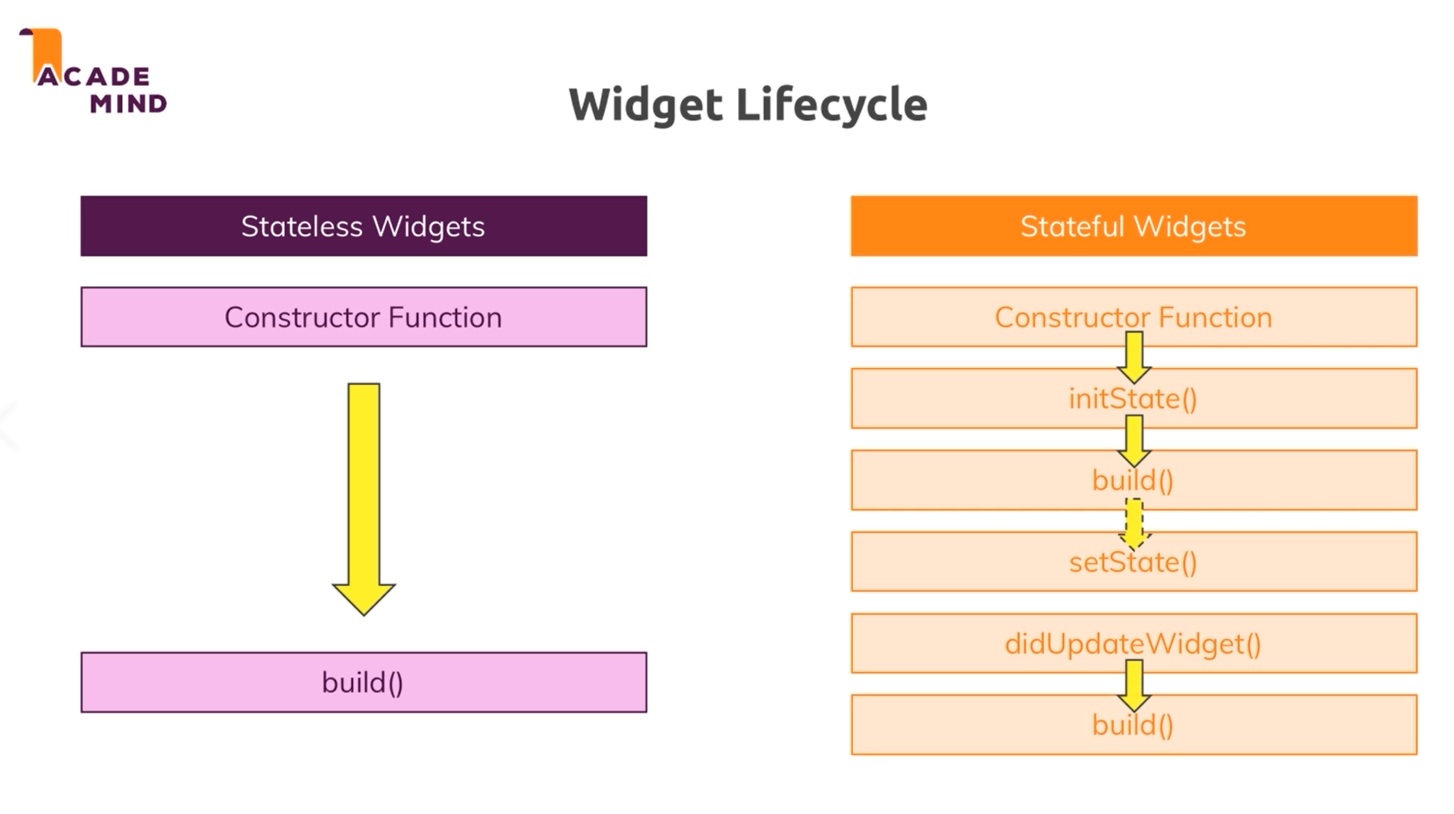 ACADE
MIND
Widget Lifecycle
Stateless Widgets
Constructor Function
build()
Stateful Widgets
Constructor Function
initState()
build()
setState()
didUpdateWidget()
build()